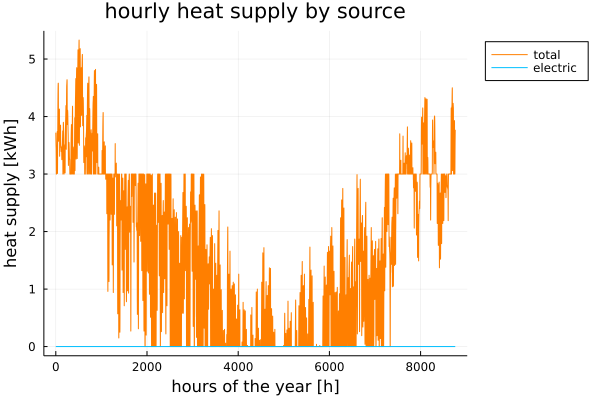 hourly heat supply by source
total
electric
heat supply [kWh]
5
4
3
2
1
0
0 2000 4000 6000 8000
hours of the year [h]